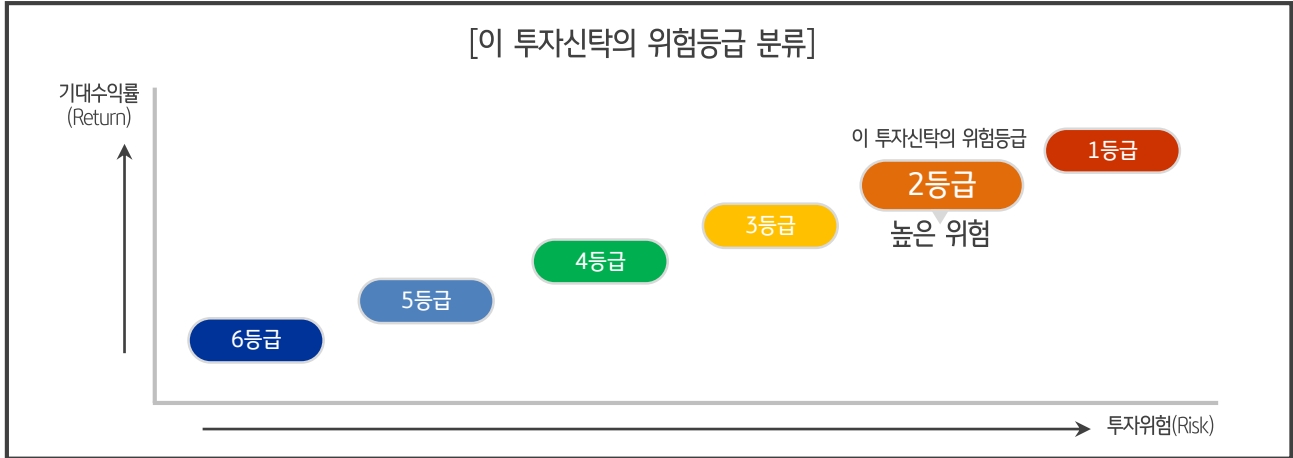 [이 투자신탁의 위험등급 분류]
기대수익률
(Return)
이 투자신탁의 위험등급
1등급
2등급
높은 위험
3등급
4등급
5등급
6등급
투자위험(Risk)